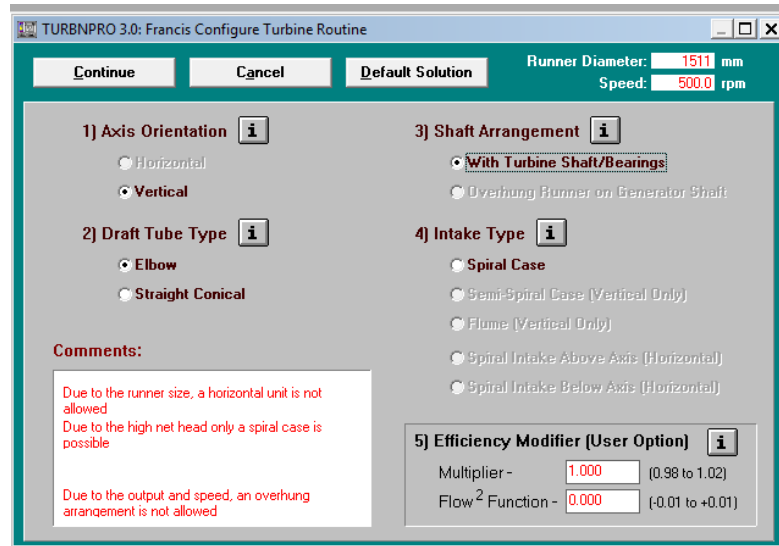 TURBNPRO 3.0: Francis Configure Turbine Routine
Continue
Cancel
Default Solution
Runner Diameter: 1511 mm
Speed: 500.0 rpm
1) Axis Orientation i
Horizontal
Vertical
2) Draft Tube Type i
Elbow
Straight Conical
Comments:
Due to the runner size, a horizontal unit is not
allowed
Due to the high net head only a spiral case is
possible
Due to the output and speed, an overhung
arrangement is not allowed
3) Shaft Arrangement i
With Turbine Shaft/Bearings
Overhung Runner on Generator Shaft
4) Intake Type i
Spiral Case
Semi-Spiral Case (Vertical Only)
Flume (Vertical Only)
Spiral Intake Above Axis (Horizontal)
Spiral Intake Below Axis (Horizontal)
5) Efficiency Modifier (User Option) i
Multiplier - 1.000 (0.98 to 1.02)
Flow2 Function - 0.000 (-0.01 to +0.01)